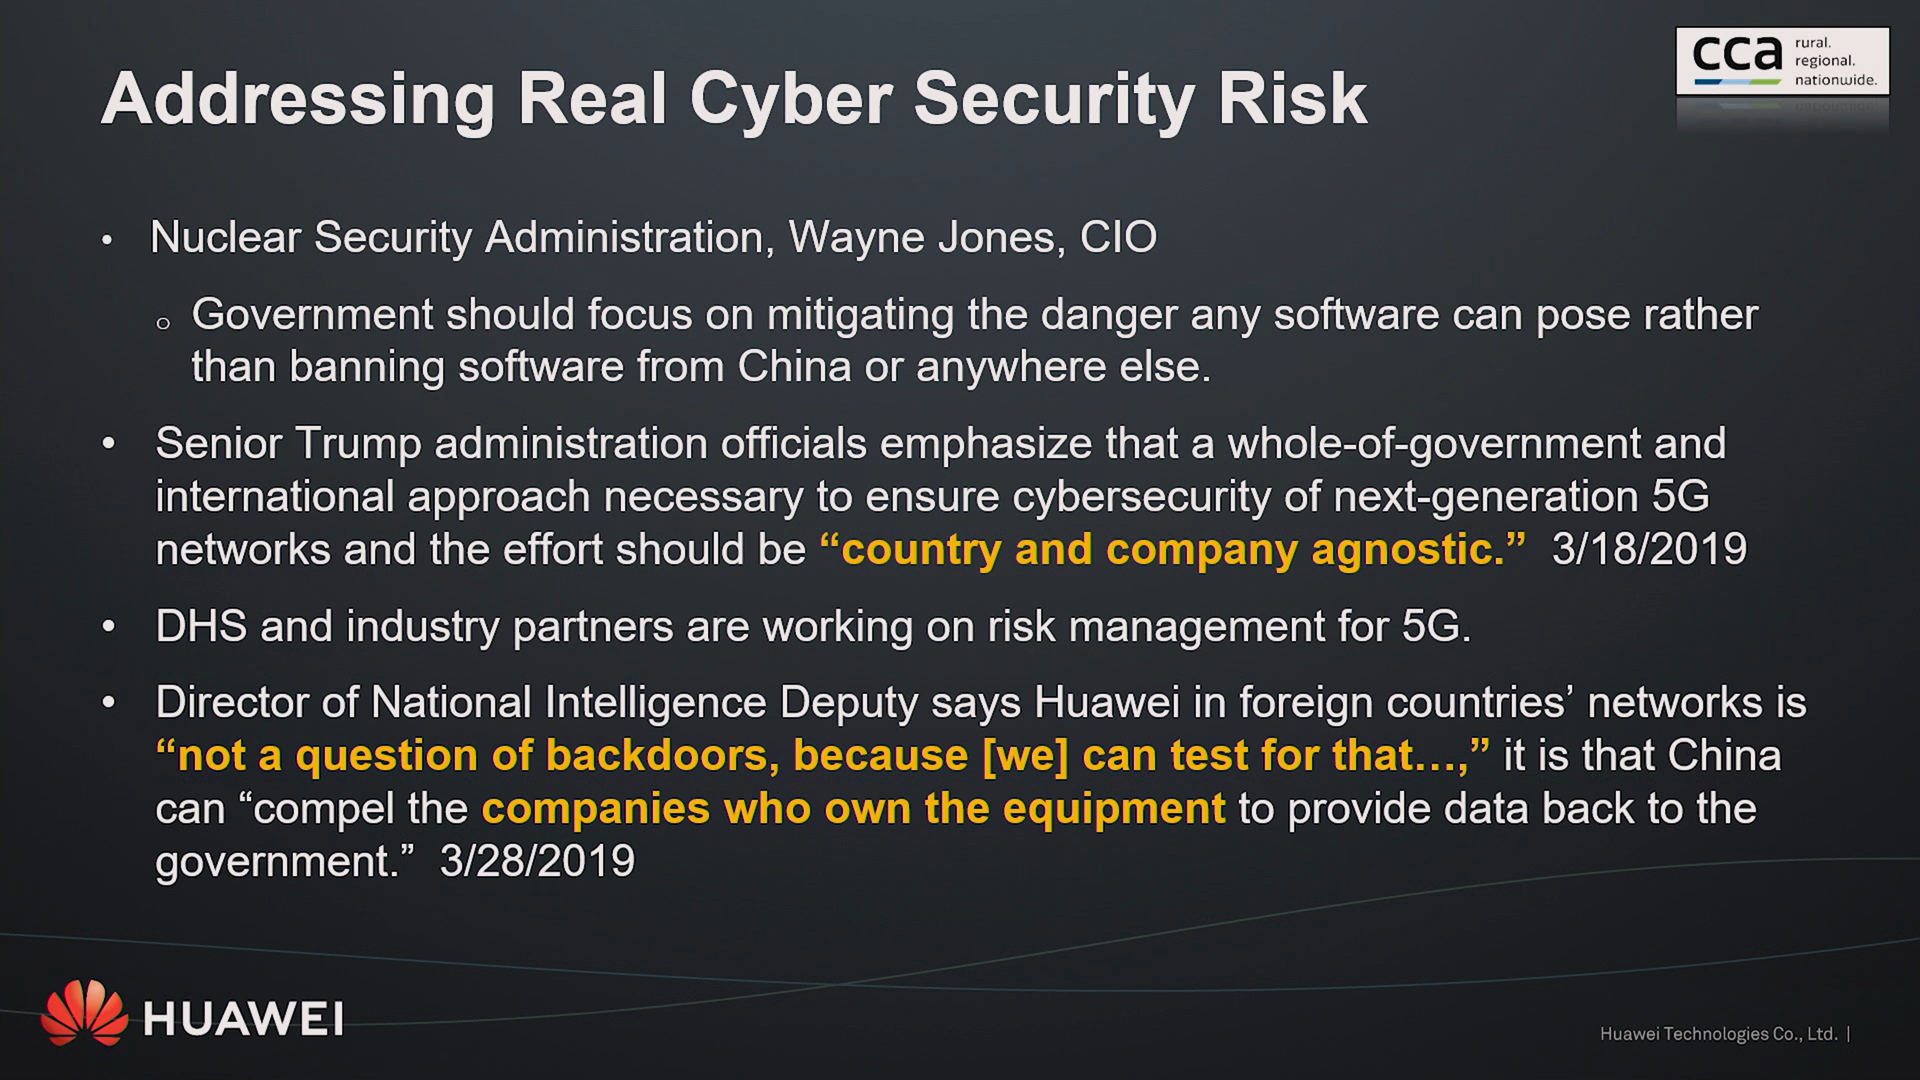 Addressing Real Cyber Security Risk
cca
rural.
regional.
nationwide.
• Nuclear Security Administration, Wayne Jones, CIO
o Government should focus on mitigating the danger any software can pose rather
than banning software from China or anywhere else.
• Senior Trump administration officials emphasize that a whole-of-government and
international approach necessary to ensure cybersecurity of next-generation 5G
networks and the effort should be “country and company agnostic.” 3/18/2019
• DHS and industry partners are working on risk management for 5G.
• Director of National Intelligence Deputy says Huawei in foreign countries’ networks is
“not a question of backdoors, because [we] can test for that…,” it is that China
can “compel the companies who own the equipment to provide data back to the
government.” 3/28/2019
HUAWEI
Huawei Technologies Co., Ltd. |